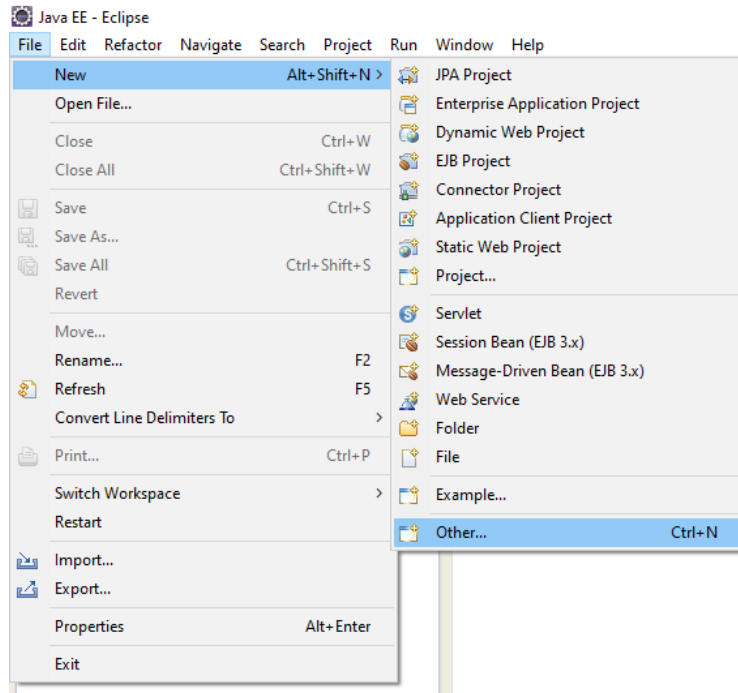 Java EE - Eclipse
File Edit Refactor Navigate Search Project Run Window Help
New Alt+Shift+N >
Open File...
Close Ctrl+W
Close All Ctrl+Shift+W
Save Ctrl+S
Save As...
Save All Ctrl+Shift+S
Revert
Move...
Rename... F2
Refresh F5
Convert Line Delimiters To >
Print... Ctrl+P
Switch Workspace >
Restart
Import...
Export...
Properties Alt+Enter
Exit
JPA Project
Enterprise Application Project
Dynamic Web Project
EJB Project
Connector Project
Application Client Project
Static Web Project
Project...
Servlet
Session Bean (EJB 3.x)
Message-Driven Bean (EJB 3.x)
Web Service
Folder
File
Example...
Other... Ctrl+N